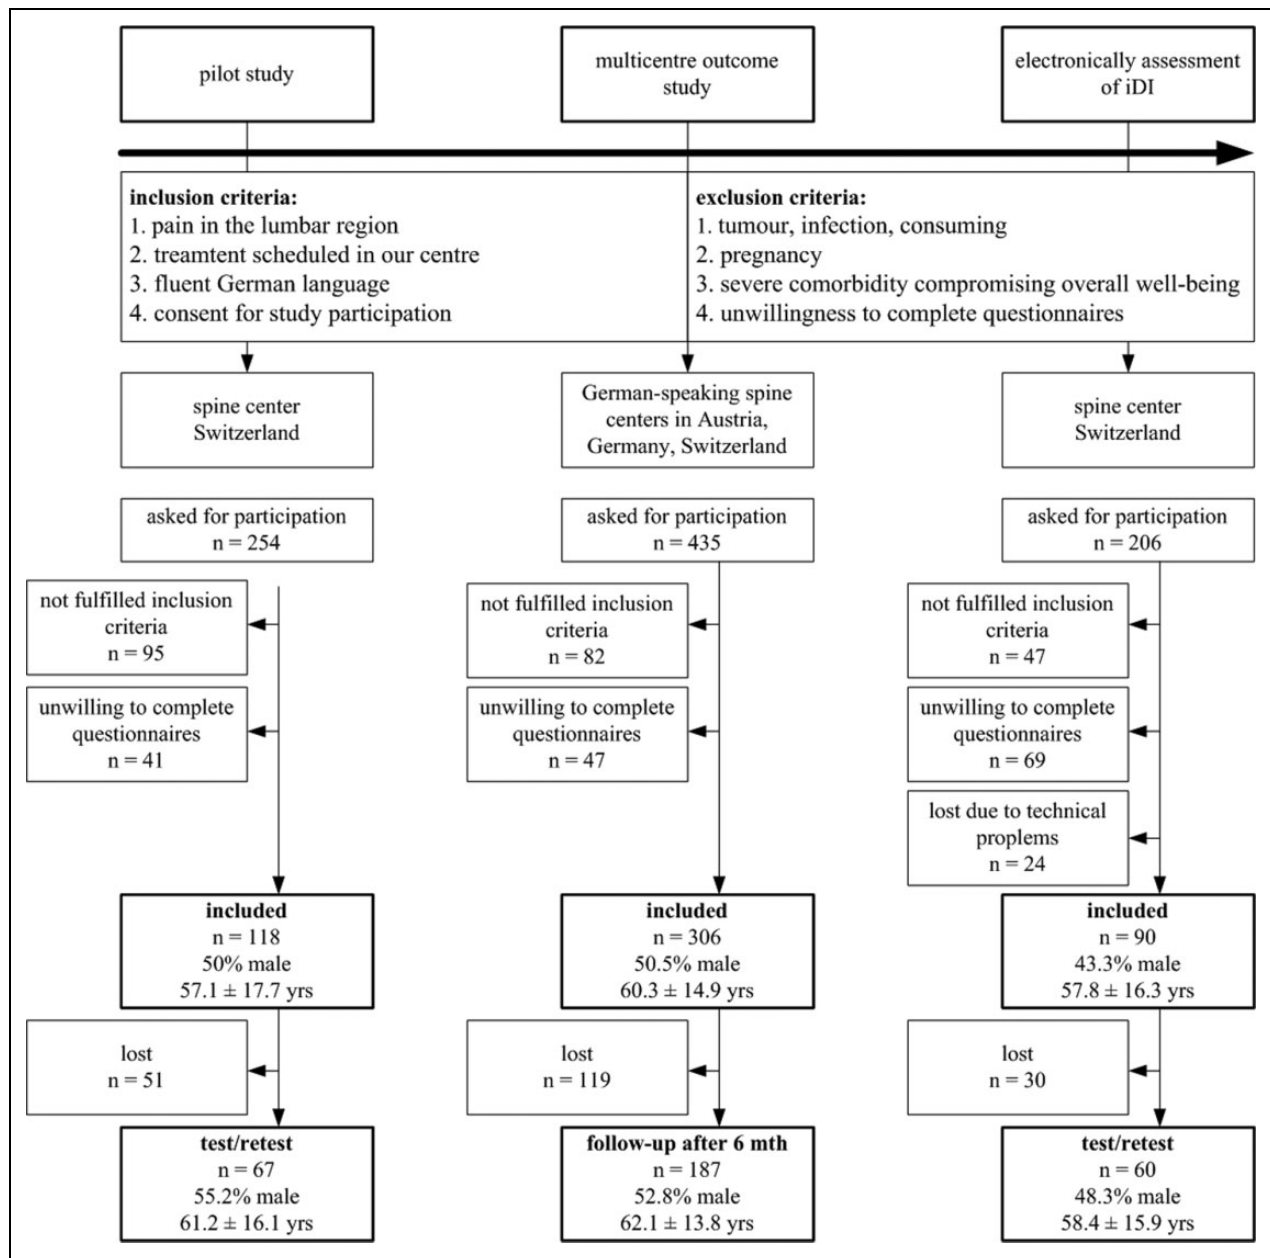 pilot study
multicentre outcome
study
electronically assessment
of iDI
inclusion criteria:
1. pain in the lumbar region
2. treamtent scheduled in our centre
3. fluent German language
4. consent for study participation
exclusion criteria:
1. tumour, infection, consuming
2. pregnancy
3. severe comorbidity compromising overall well-being
4. unwillingness to complete questionnaires
spine center
Switzerland
German-speaking spine
centers in Austria,
Germany, Switzerland
spine center
Switzerland
asked for participation
n = 254
asked for participation
n = 435
asked for participation
n = 206
not fulfilled inclusion
criteria
n = 95
not fulfilled inclusion
criteria
n = 82
not fulfilled inclusion
criteria
n = 47
unwilling to complete
questionnaires
n = 41
unwilling to complete
questionnaires
n = 47
unwilling to complete
questionnaires
n = 69
lost due to technical
proplems
n = 24
included
n = 118
50% male
57.1 ± 17.7 yrs
included
n = 306
50.5% male
60.3 ± 14.9 yrs
included
n = 90
43.3% male
57.8 ± 16.3 yrs
lost
n = 51
lost
n = 119
lost
n = 30
test/retest
n = 67
55.2% male
61.2 ± 16.1 yrs
follow-up after 6 mth
n = 187
52.8% male
62.1 ± 13.8 yrs
test/retest
n = 60
48.3% male
58.4 ± 15.9 yrs